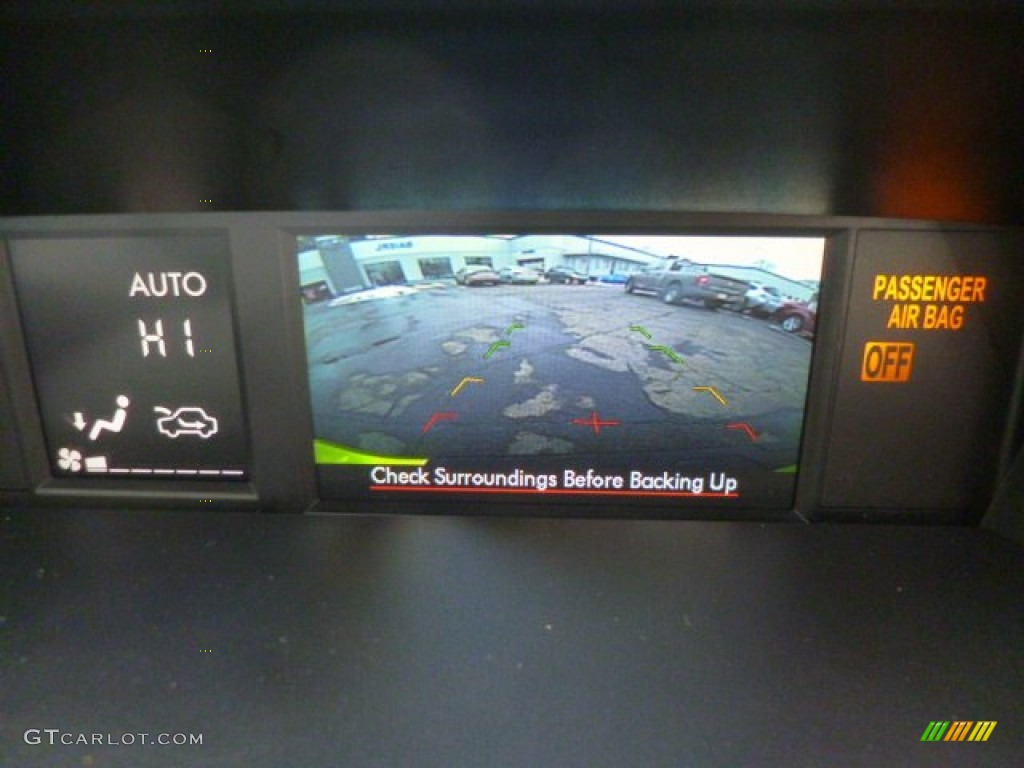 AUTO
HI
PASSENGER
AIR BAG
OFF
Check Surroundings Before Backing Up
GTCARLOT.COM